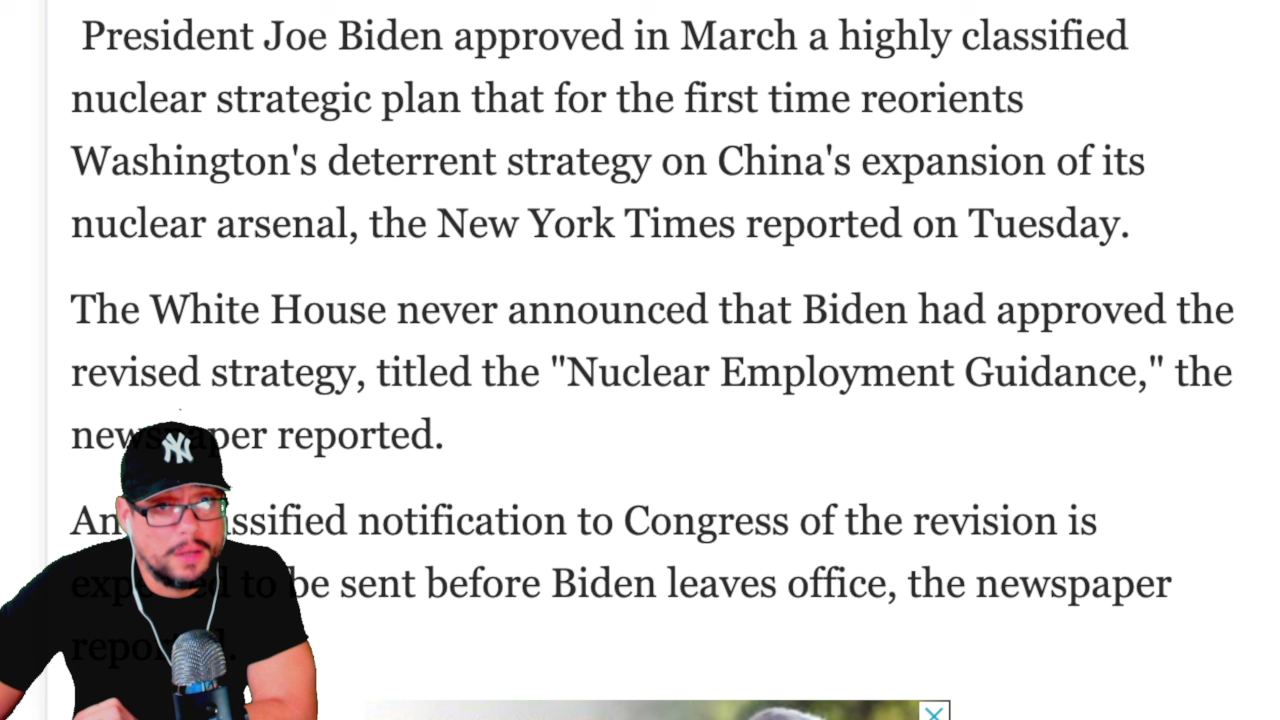 President Joe Biden approved in March a highly classified
nuclear strategic plan that for the first time reorients
Washington's deterrent strategy on China's expansion of its
nuclear arsenal, the New York Times reported on Tuesday.
The White House never announced that Biden had approved the
revised strategy, titled the "Nuclear Employment Guidance," the
newspaper reported.
NY
An notification to Congress of the revision is
expected to be sent before Biden leaves office, the newspaper
reported.